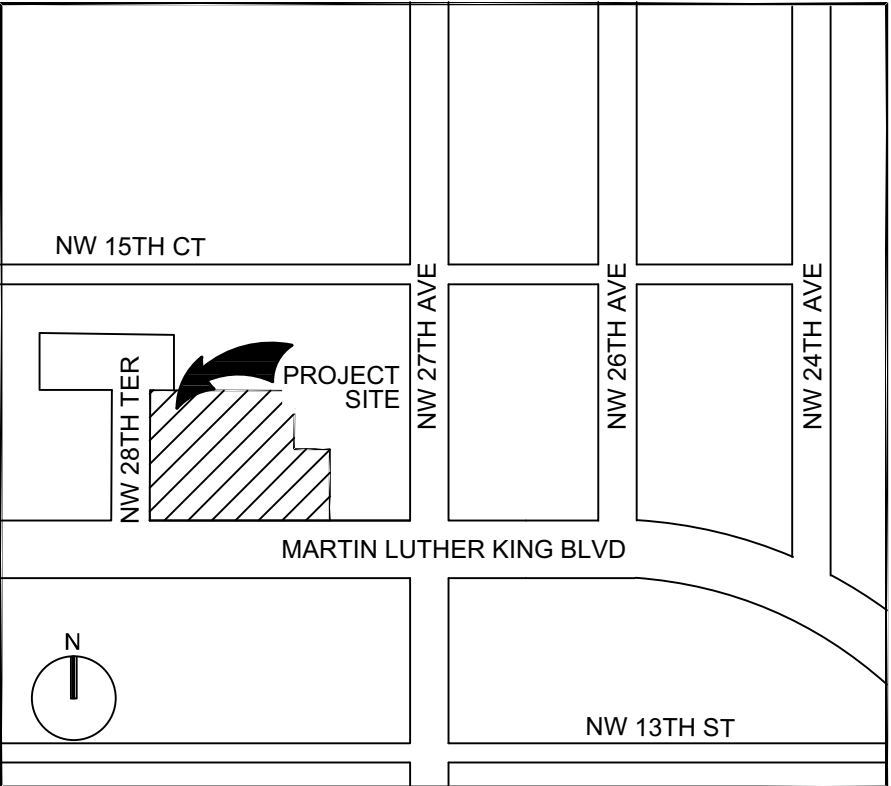 NW 15TH CT
NW 27TH AVE
NW 26TH AVE
NW 24TH AVE
PROJECT
SITE
NW 28TH TER
MARTIN LUTHER KING BLVD
N
NW 13TH ST